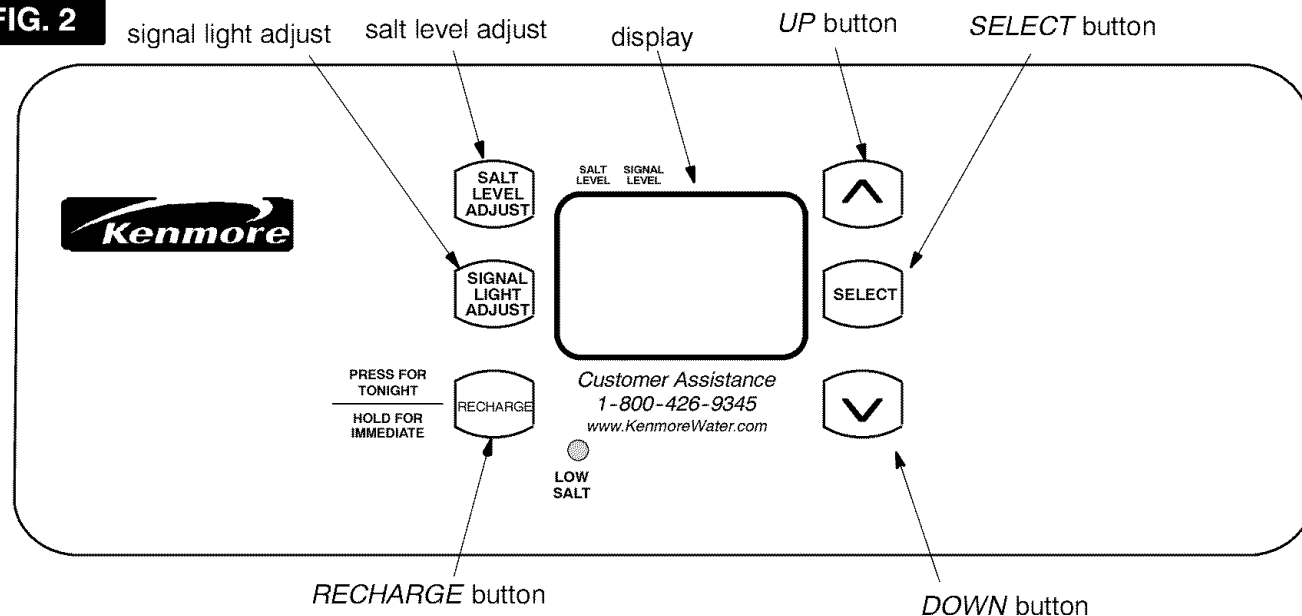 FIG. 2
signal light adjust
salt level adjust
display
UP button
SELECT button
Kenmore
SALT
LEVEL
ADJUST
SIGNAL
LIGHT
ADJUST
PRESS FOR
TONIGHT
HOLD FOR
IMMEDIATE
RECHARGE
SALT
LEVEL
SIGNAL
LEVEL
Customer Assistance
1-800-426-9345
www.KenmoreWater.com
LOW
SALT
SELECT
RECHARGE button
DOWN button